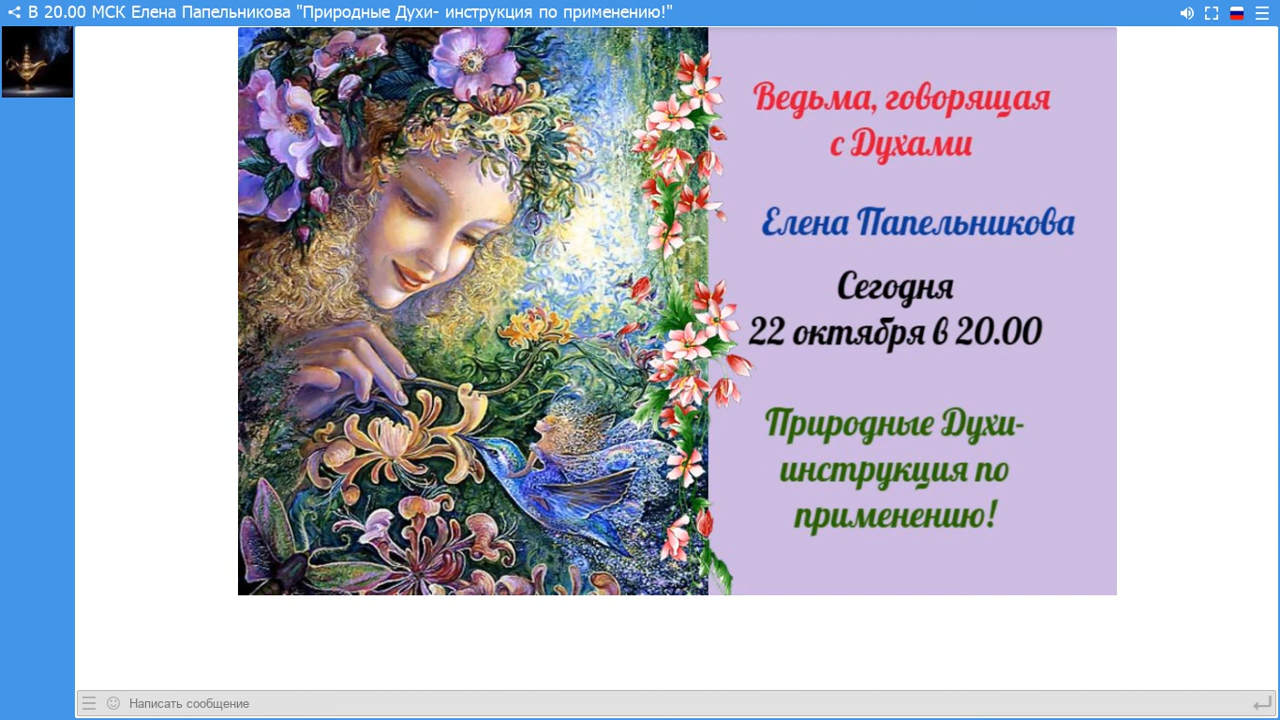 В 20.00 МСК Елена Папельникова "Природные Духи- инструкция по применению!"
Ведьма, говорящая
с Духами
Елена Папельникова
Сегодня
22 октября в 20.00
Природные Духи-
инструкция по
применению!
Написать сообщение